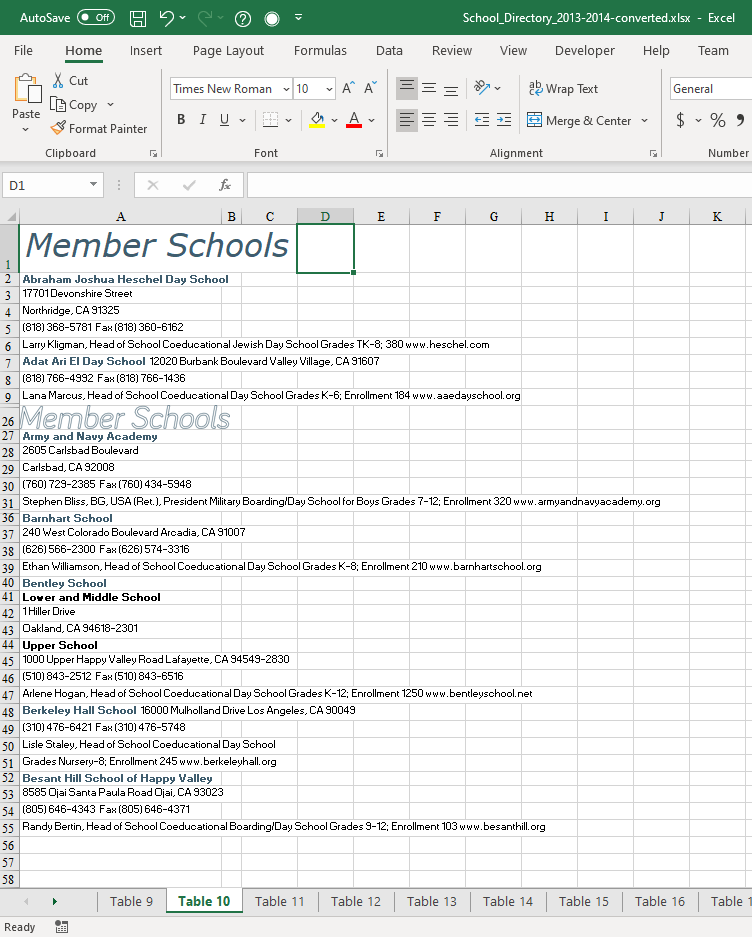 AutoSave Off School_Directory_2013-2014-converted.xlsx - Excel
File Home Insert Page Layout Formulas Data Review View Developer Help Team
Paste Cut Copy Format Painter
Times New Roman 10 A A
B I U A
ab Wrap Text
Merge & Center
General
$ % 9
Clipboard Font Alignment Number
D1 fx
A B C D E F G H I J K
1 Member Schools
2 Abraham Joshua Heschel Day School
3 17701 Devonshire Street
4 Northridge, CA 91325
5 (818) 368-5781 Fax (818) 360-6162
6 Larry Kligman, Head of School Coeducational Jewish Day School Grades TK-8; 380 www.heschel.com
7 Adat Ari El Day School 12020 Burbank Boulevard Valley Village, CA 91607
8 (818) 766-4992 Fax (818) 766-1436
9 Lana Marcus, Head of School Coeducational Day School Grades K-6; Enrollment 184 www.aaedayschool.org
26 Member Schools
27 Army and Navy Academy
28 2605 Carlsbad Boulevard
29 Carlsbad, CA 92008
30 (760) 729-2385 Fax (760) 434-5948
31 Stephen Bliss, BG, USA (Ret.), President Military Boarding/Day School for Boys Grades 7-12; Enrollment 320 www.armyandnavyacademy.org
36 Barnhart School
37 240 West Colorado Boulevard Arcadia, CA 91007
38 (626) 566-2300 Fax (626) 574-3316
39 Ethan Williamson, Head of School Coeducational Day School Grades K-8; Enrollment 210 www.barnhartschool.org
40 Bentley School
41 Lower and Middle School
42 1 Hiller Drive
43 Oakland, CA 94618-2301
44 Upper School
45 1000 Upper Happy Valley Road Lafayette, CA 94549-2830
46 (510) 843-2512 Fax (510) 843-6516
47 Arlene Hogan, Head of School Coeducational Day School Grades K-12; Enrollment 1250 www.bentleyschool.net
48 Berkeley Hall School 16000 Mulholland Drive Los Angeles, CA 90049
49 (310) 476-6421 Fax (310) 476-5748
50 Lisle Staley, Head of School Coeducational Day School
51 Grades Nursery-8; Enrollment 245 www.berkeleyhall.org
52 Besant Hill School of Happy Valley
53 8585 Ojai Santa Paula Road Ojai, CA 93023
54 (805) 646-4343 Fax (805) 646-4371
55 Randy Bertin, Head of School Coeducational Boarding/Day School Grades 9-12; Enrollment 103 www.besanthill.org
56
57
58
Table 9 Table 10 Table 11 Table 12 Table 13 Table 14 Table 15 Table 16 Table 1
Ready